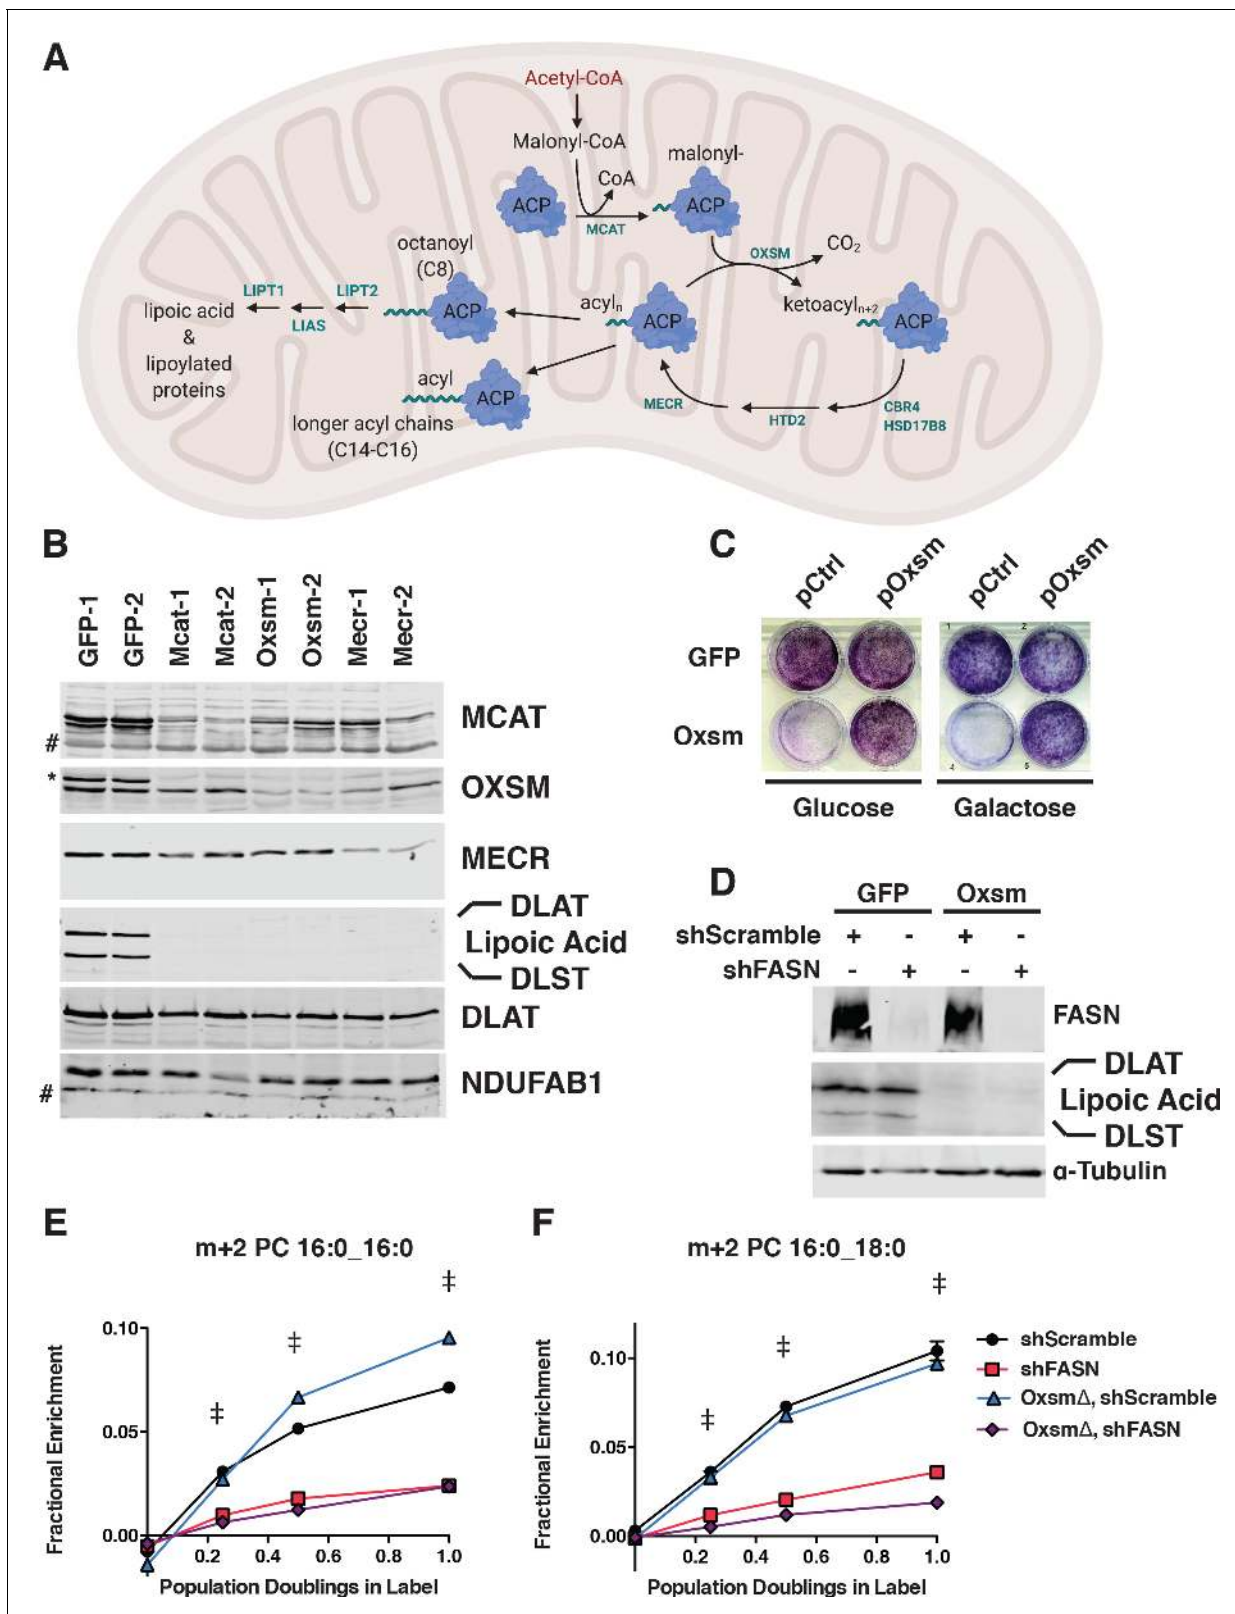 A
Acetyl-CoA
Malonyl-CoA
malonyl-
CoA
ACP
ACP
MCAT
OXSM
CO2
octanoyl
(C8)
ACP
LIPT1
LIPT2
LIAS
lipoic acid
&
lipoylated
proteins
acyln
ACP
ketoacyln+2
ACP
acyl
ACP
longer acyl chains
(C14-C16)
MECR
HTD2
CBR4
HSD17B8
B
GFP-1
GFP-2
Mcat-1
Mcat-2
Oxsm-1
Oxsm-2
Mecr-1
Mecr-2
MCAT
#
*
OXSM
MECR
DLAT
Lipoic Acid
DLST
DLAT
NDUFAB1
#
C
pCtrl
pOxsm
pCtrl
pOxsm
GFP
1
2
Oxsm
4
5
Glucose
Galactose
D
GFP
Oxsm
shScramble + - + -
shFASN - + - +
FASN
DLAT
Lipoic Acid
DLST
α-Tubulin
E
m+2 PC 16:0_16:0
‡
‡
‡
Fractional Enrichment
0.10
0.05
0.00
0.2 0.4 0.6 0.8 1.0
Population Doublings in Label
F
m+2 PC 16:0_18:0
‡
‡
‡
Fractional Enrichment
0.10
0.05
0.00
0.2 0.4 0.6 0.8 1.0
Population Doublings in Label
shScramble
shFASN
OxsmΔ, shScramble
OxsmΔ, shFASN